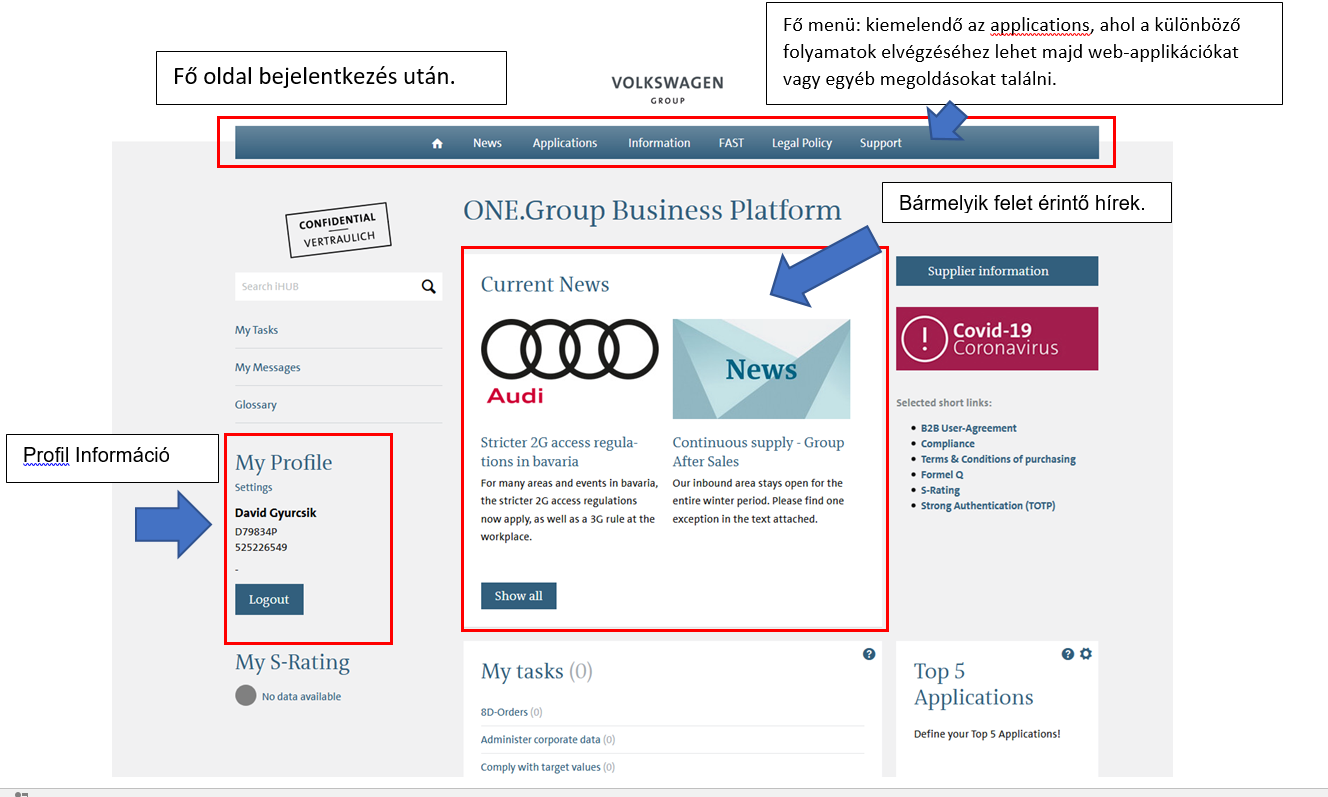 Fő oldal bejelentkezés után.
Fő menü: kiemelendő az applications, ahol a különböző
folyamatok elvégzéséhez lehet majd web-applikációkat
vagy egyéb megoldásokat találni.
VOLKSWAGEN
GROUP
News Applications Information FAST Legal Policy Support
CONFIDENTIAL
VERTRAULICH
ONE.Group Business Platform
Bármelyik felet érintő hírek.
Search iHUB
My Tasks
My Messages
Glossary
Profil Információ
My Profile
Settings
David Gyurcsik
D79834P
525226549
-
Logout
My S-Rating
No data available
Current News
Audi
Stricter 2G access regula-
tions in bavaria
For many areas and events in bavaria,
the stricter 2G access regulations
now apply, as well as a 3G rule at the
workplace.
News
Continuous supply - Group
After Sales
Our inbound area stays open for the
entire winter period. Please find one
exception in the text attached.
Show all
My tasks (0)
8D-Orders (0)
Administer corporate data (0)
Comply with target values (0)
Supplier information
Covid-19
Coronavirus
Selected short links:
B2B User-Agreement
Compliance
Terms & Conditions of purchasing
Formel Q
S-Rating
Strong Authentication (TOTP)
Top 5
Applications
Define your Top 5 Applications!